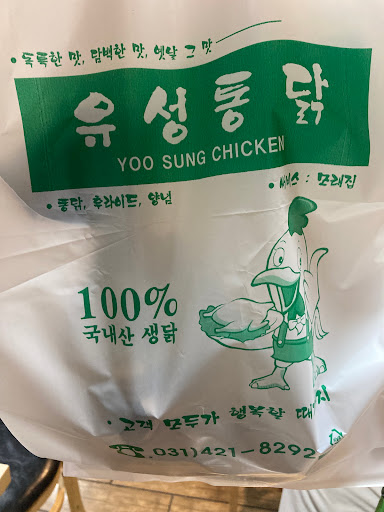 • 독특한 맛, 담백한 맛, 옛날 그 맛
유성통닭
YOO SUNG CHICKEN
• 서비스 : 모래집
• 통닭, 후라이드, 양념
100%
국내산 생닭
• 고객 모두가 행복할 때까지
☎.031)421-8292